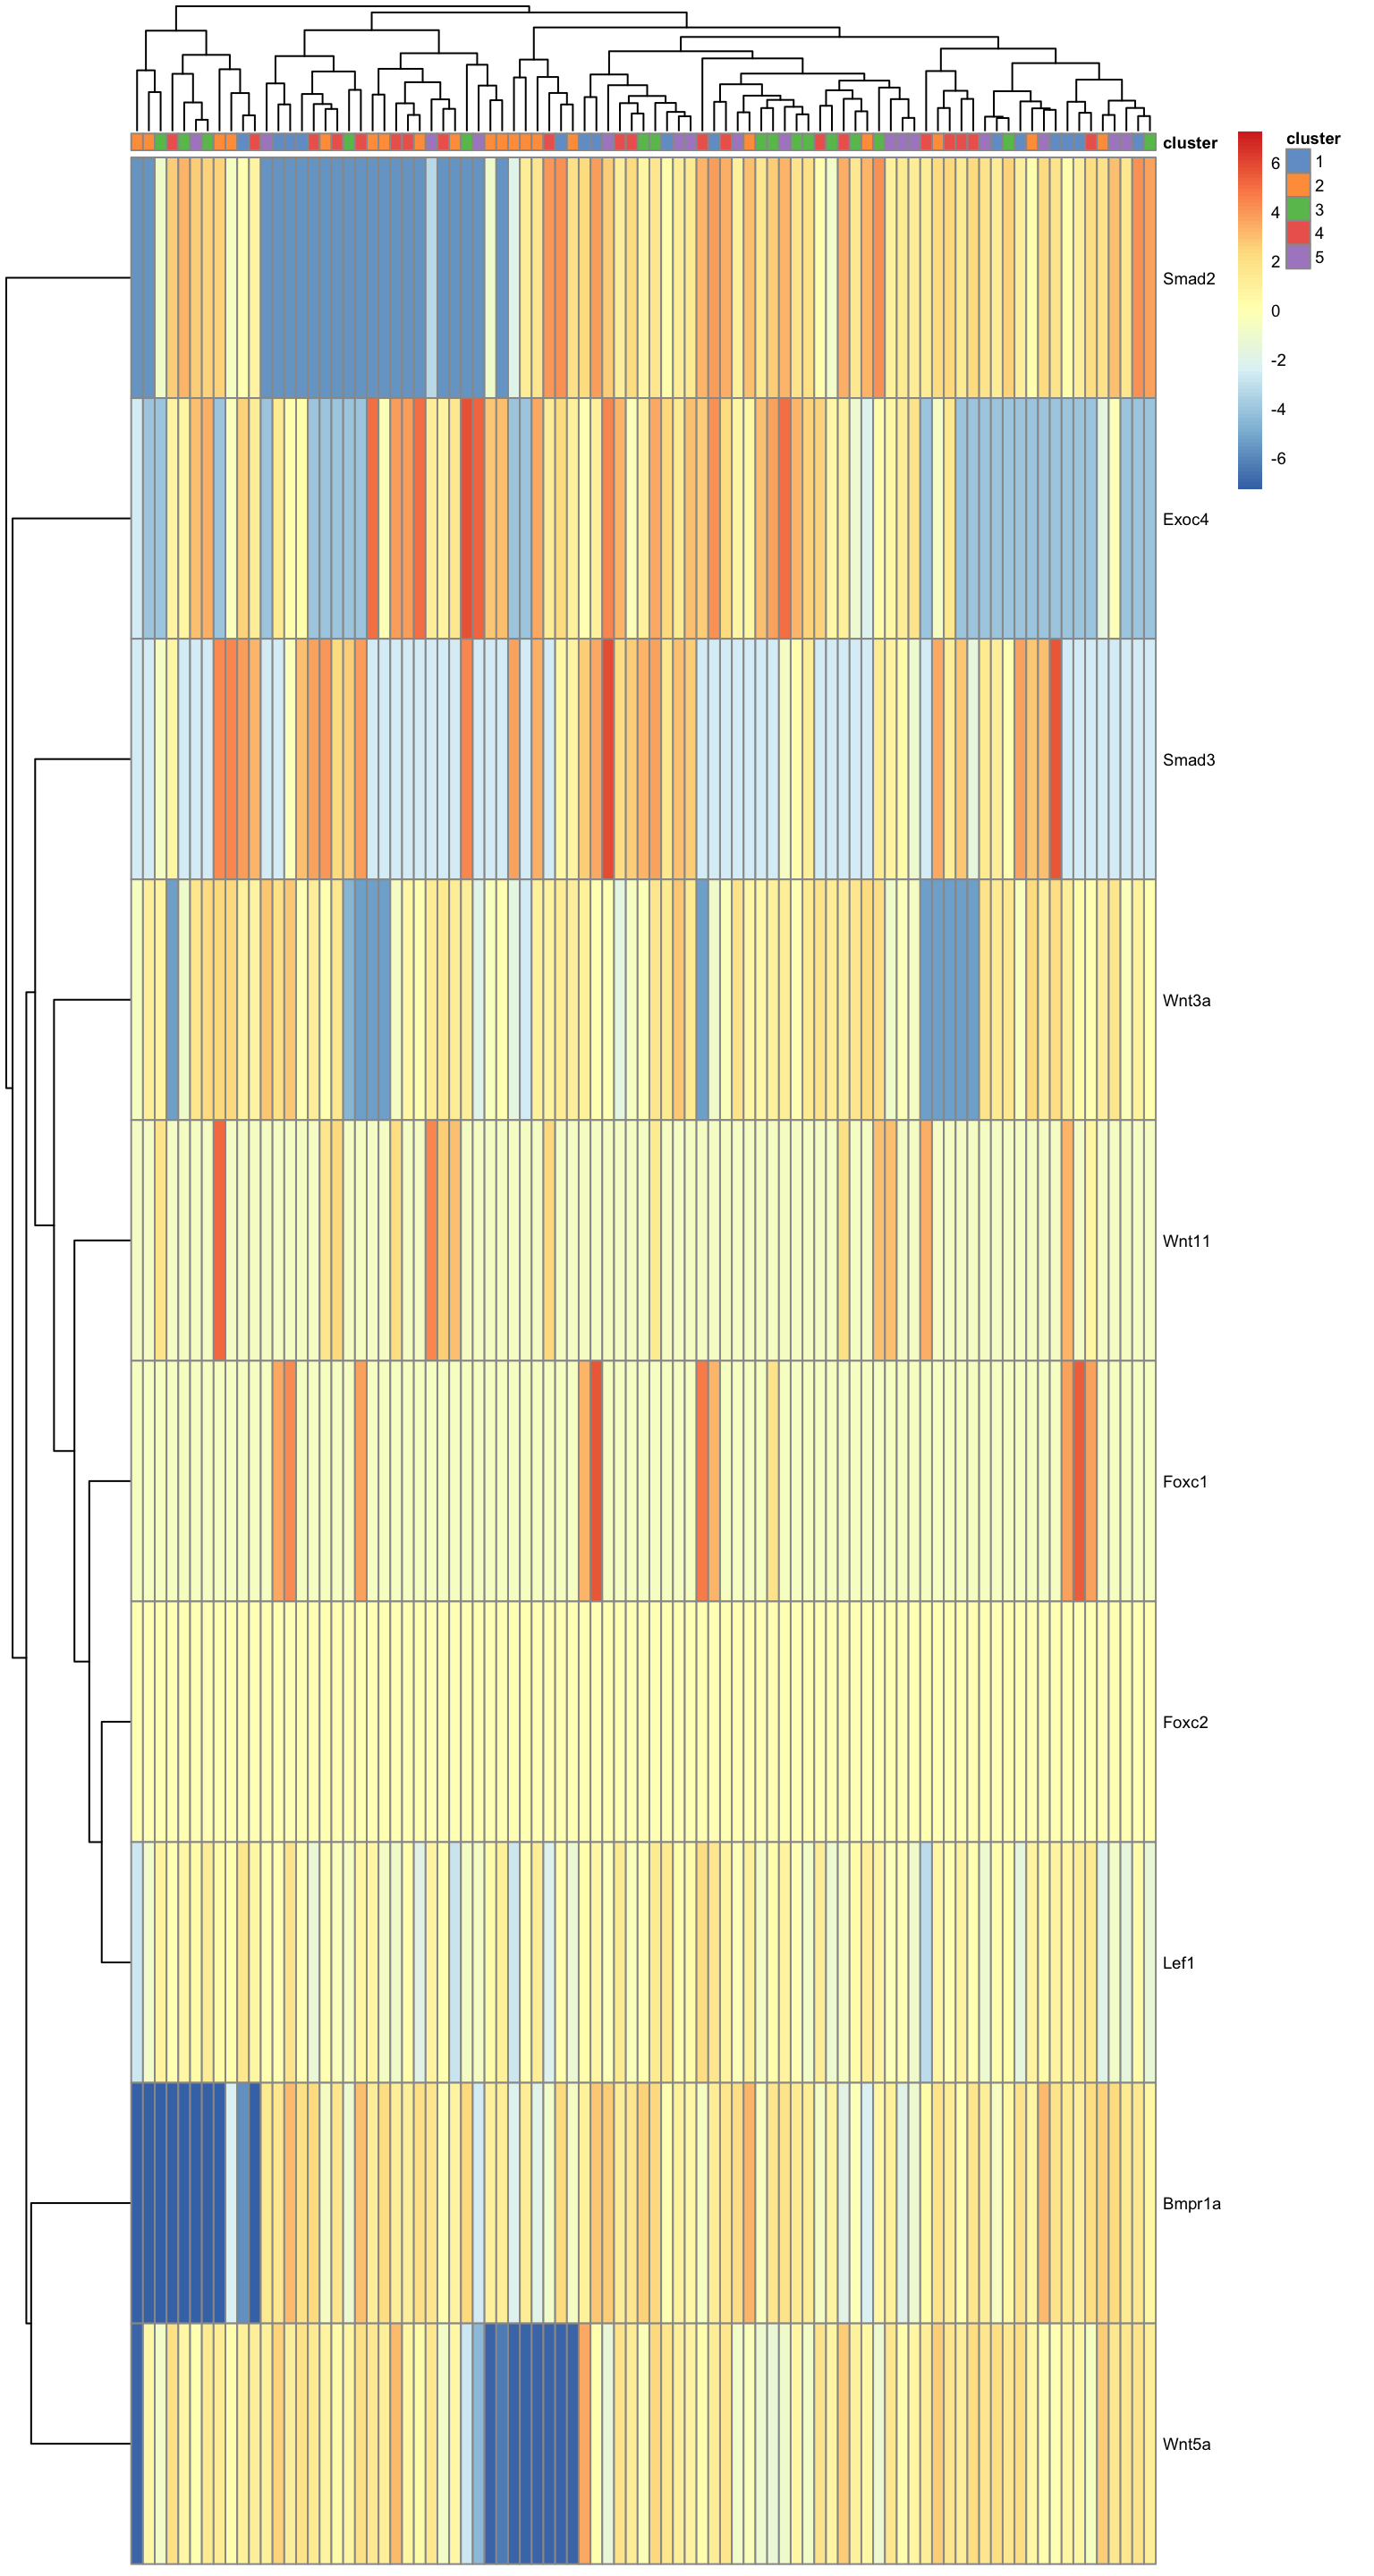 cluster
Smad2
Exoc4
Smad3
Wnt3a
Wnt11
Foxc1
Foxc2
Lef1
Bmpr1a
Wnt5a
6
4
2
0
-2
-4
-6
cluster
1
2
3
4
5